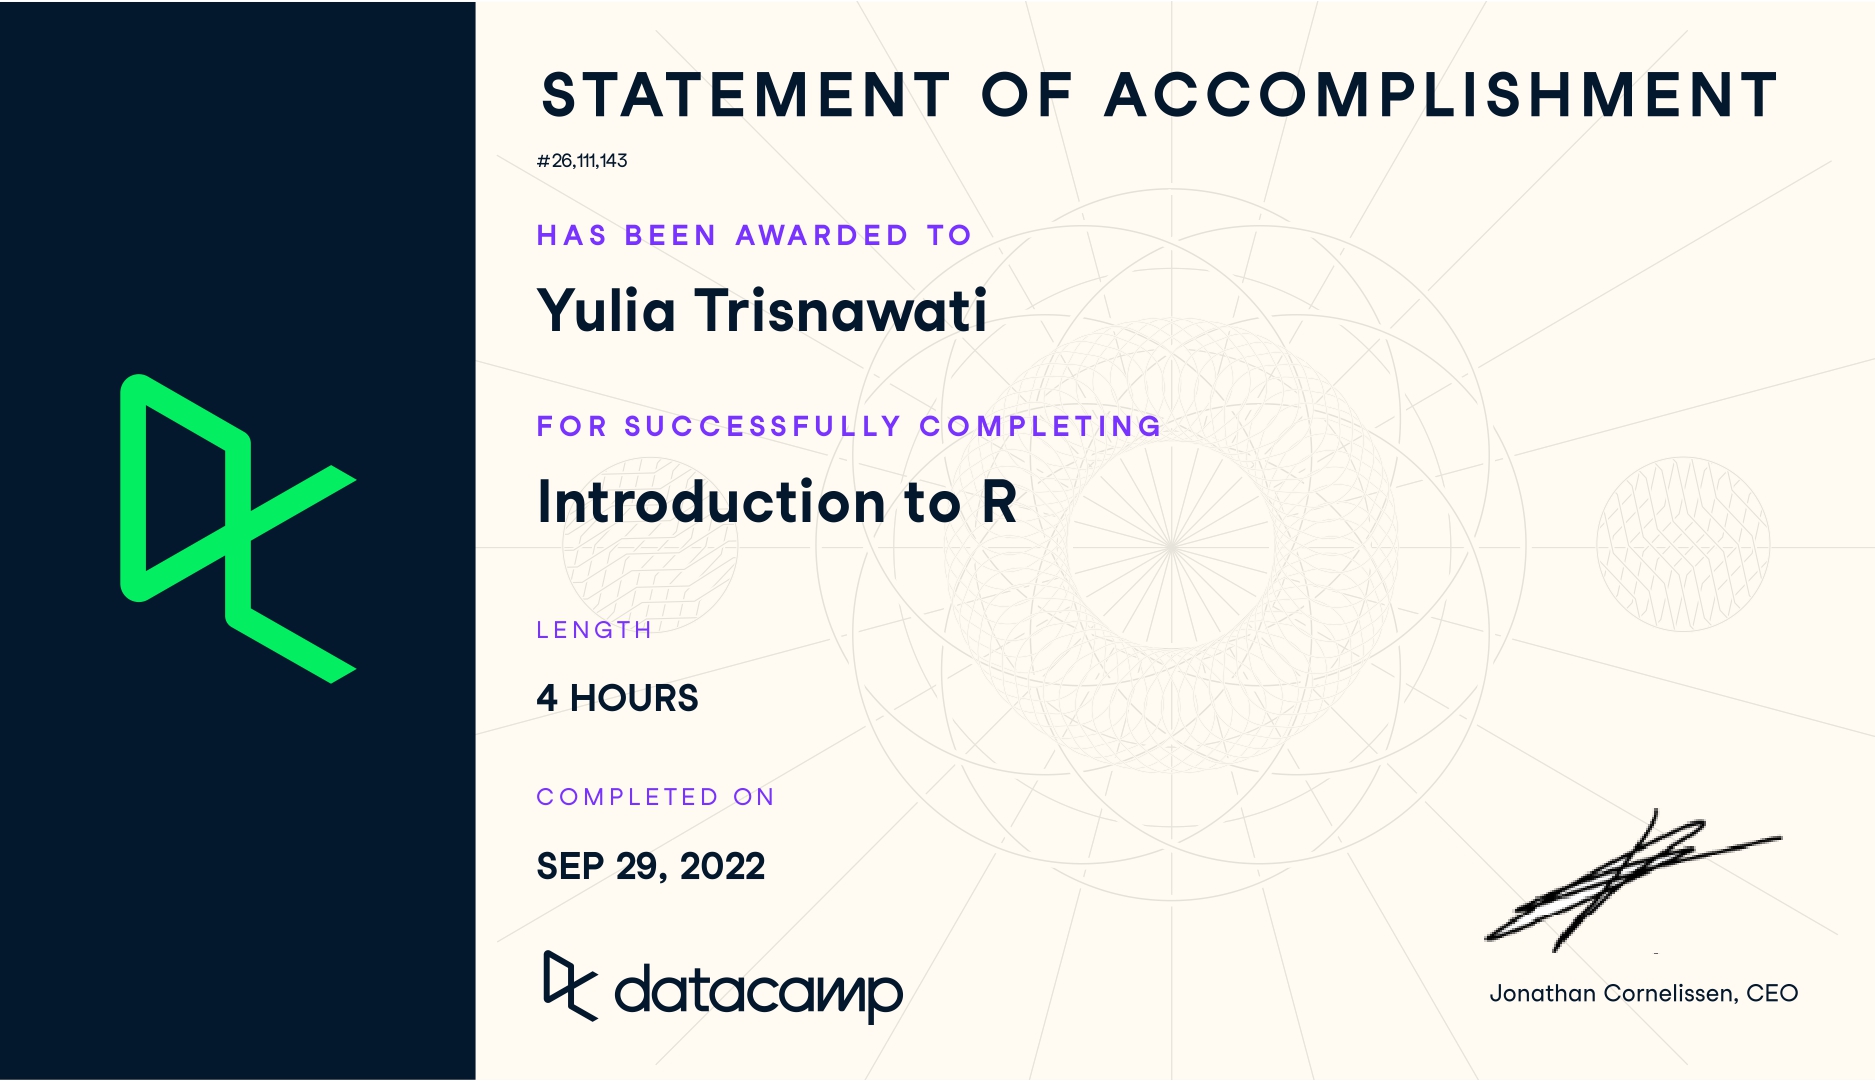 STATEMENT OF ACCOMPLISHMENT
#26,111,143
HAS BEEN AWARDED TO
Yulia Trisnawati
FOR SUCCESSFULLY COMPLETING
Introduction to R
LENGTH
4 HOURS
COMPLETED ON
SEP 29, 2022
datacamp
Jonathan Cornelissen, CEO